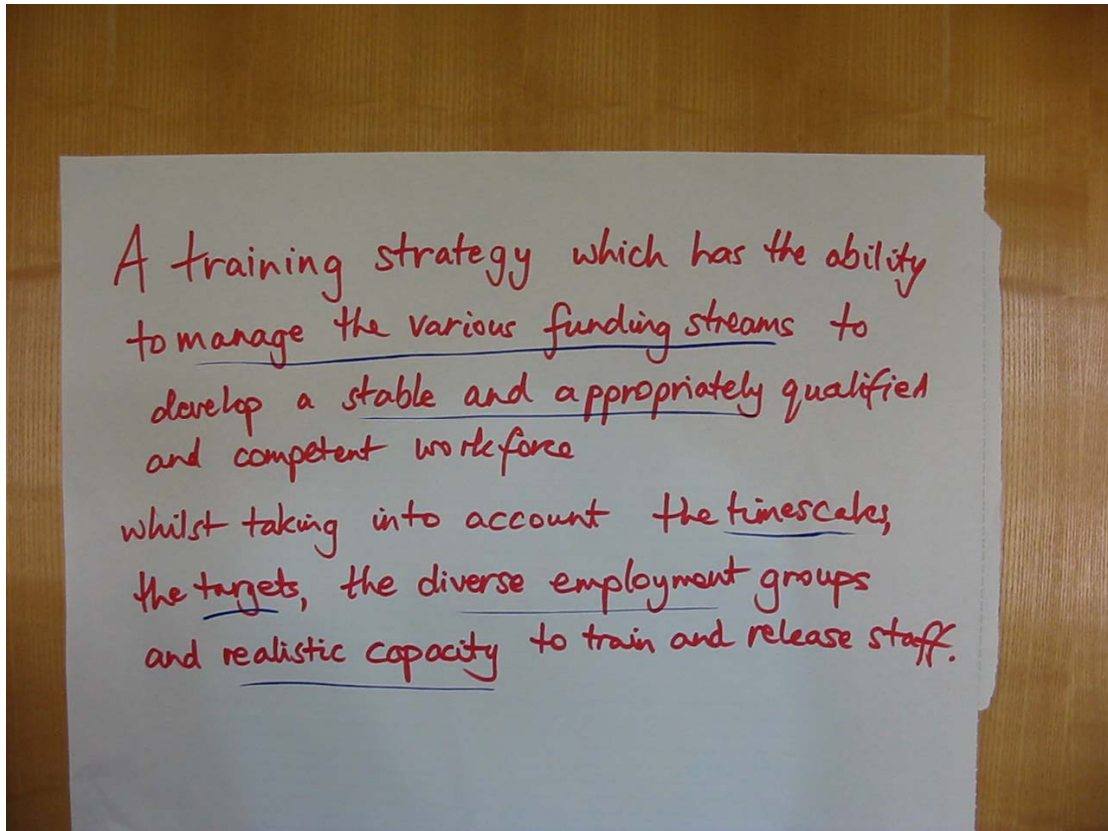 A training strategy which has the ability
to manage the various funding streams to
develop a stable and appropriately qualified
and competent workforce
whilst taking into account the timescales,
the targets, the diverse employment groups
and realistic capacity to train and release staff.